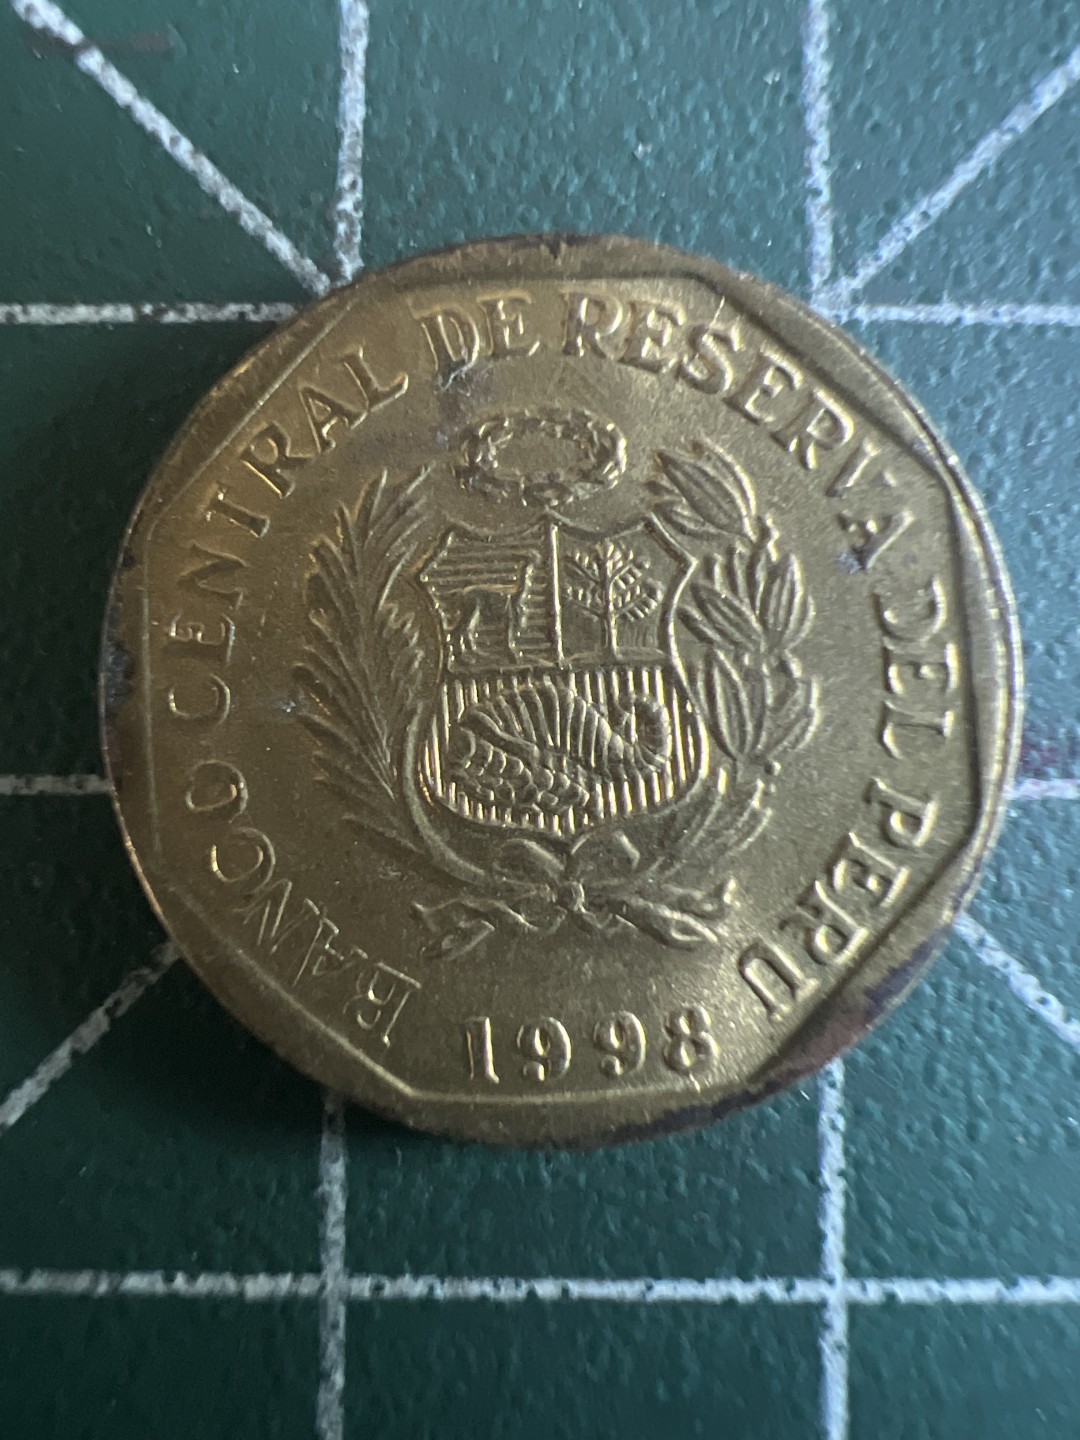 BANCO CENTRAL DE RESERVA DEL PERU
1998